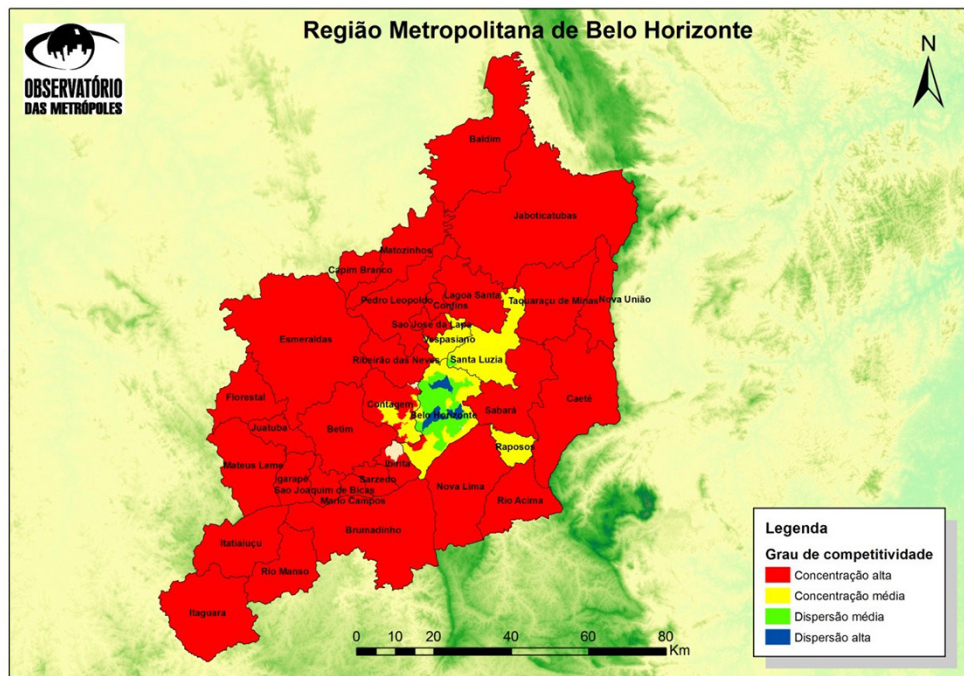 Região Metropolitana de Belo Horizonte
OBSERVATÓRIO
DAS METRÓPOLES
N
Baldim
Jaboticatubas
Matozinhos
Capim Branco
Pedro Leopoldo
Lagoa Santa
Confins
Taquaraçu de Minas
Nova União
Sao José da Lapa
Vespasiano
Esmeraldas
Ribeirão das Neves
Santa Luzia
Florestal
Contagem
Caeté
Juatuba
Betim
Belo Horizonte
Sabará
Raposos
Mateus Leme
Ibirité
Igarapé
Sarzedo
Nova Lima
Sao Joaquim de Bicas
Mario Campos
Rio Acima
Brumadinho
Itatiaiuçu
Rio Manso
Itaguara
0 10 20 40 60 80
Km
Legenda
Grau de competitividade
Concentração alta
Concentração média
Dispersão média
Dispersão alta